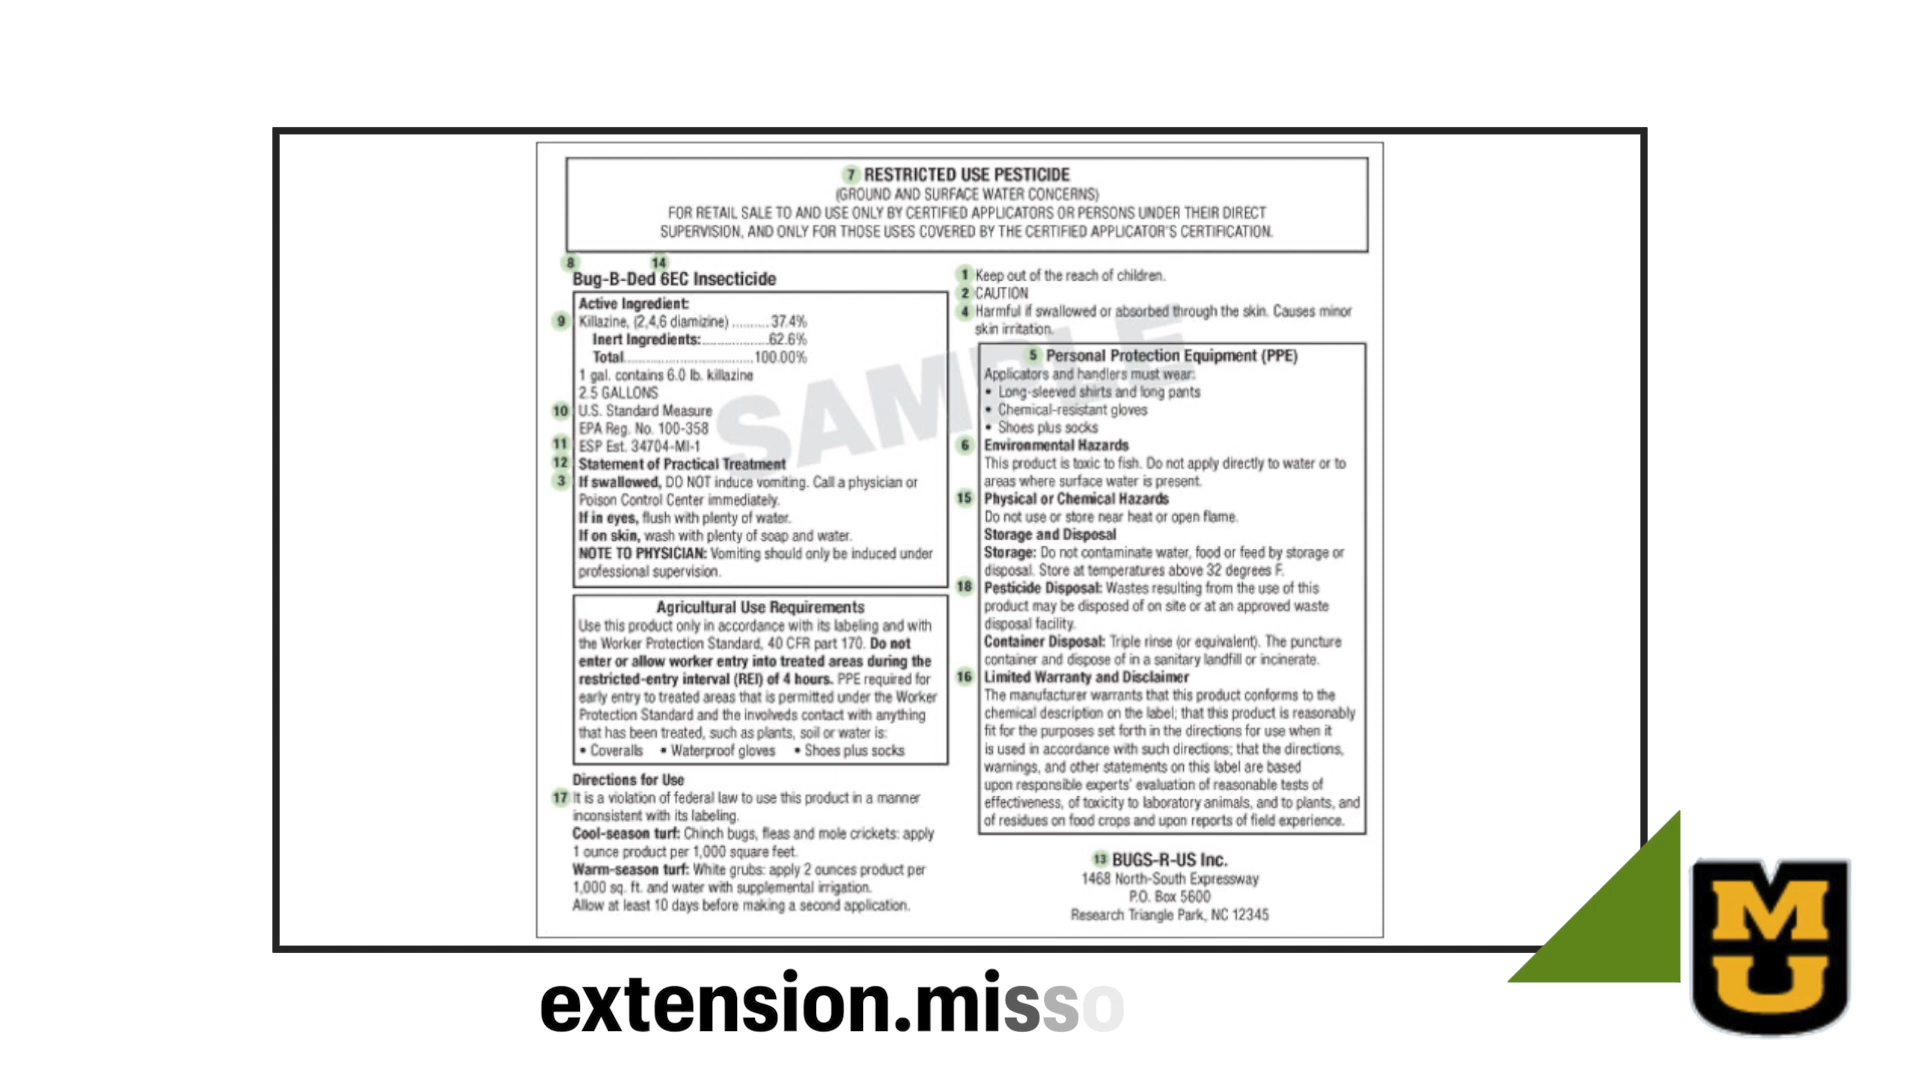 7 RESTRICTED USE PESTICIDE
(GROUND AND SURFACE WATER CONCERNS)
FOR RETAIL SALE TO AND USE ONLY BY CERTIFIED APPLICATORS OR PERSONS UNDER THEIR DIRECT
SUPERVISION, AND ONLY FOR THOSE USES COVERED BY THE CERTIFIED APPLICATOR'S CERTIFICATION.
8 14
Bug-B-Ded 6EC Insecticide
Active Ingredient:
9 Killazine, (2,4,6 diamizine) ..........37.4%
Inert Ingredients:..................62.6%
Total...................................100.00%
1 gal. contains 6.0 lb. killazine
2.5 GALLONS
10 U.S. Standard Measure
EPA Reg. No. 100-358
11 ESP Est. 34704-MI-1
12 Statement of Practical Treatment
3 If swallowed, DO NOT induce vomiting. Call a physician or
Poison Control Center immediately.
If in eyes, flush with plenty of water.
If on skin, wash with plenty of soap and water.
NOTE TO PHYSICIAN: Vomiting should only be induced under
professional supervision.
Agricultural Use Requirements
Use this product only in accordance with its labeling and with
the Worker Protection Standard, 40 CFR part 170. Do not
enter or allow worker entry into treated areas during the
restricted-entry interval (REI) of 4 hours. PPE required for
early entry to treated areas that is permitted under the Worker
Protection Standard and the involveds contact with anything
that has been treated, such as plants, soil or water is:
• Coveralls • Waterproof gloves • Shoes plus socks
Directions for Use
17 It is a violation of federal law to use this product in a manner
inconsistent with its labeling.
Cool-season turf: Chinch bugs, fleas and mole crickets: apply
1 ounce product per 1,000 square feet.
Warm-season turf: White grubs: apply 2 ounces product per
1,000 sq. ft. and water with supplemental irrigation.
Allow at least 10 days before making a second application.
1 Keep out of the reach of children.
2 CAUTION
4 Harmful if swallowed or absorbed through the skin. Causes minor
skin irritation.
5 Personal Protection Equipment (PPE)
Applicators and handlers must wear:
• Long-sleeved shirts and long pants
• Chemical-resistant gloves
• Shoes plus socks
6 Environmental Hazards
This product is toxic to fish. Do not apply directly to water or to
areas where surface water is present.
15 Physical or Chemical Hazards
Do not use or store near heat or open flame.
Storage and Disposal
Storage: Do not contaminate water, food or feed by storage or
disposal. Store at temperatures above 32 degrees F.
18 Pesticide Disposal: Wastes resulting from the use of this
product may be disposed of on site or at an approved waste
disposal facility.
Container Disposal: Triple rinse (or equivalent). The puncture
container and dispose of in a sanitary landfill or incinerate.
16 Limited Warranty and Disclaimer
The manufacturer warrants that this product conforms to the
chemical description on the label; that this product is reasonably
fit for the purposes set forth in the directions for use when it
is used in accordance with such directions; that the directions,
warnings, and other statements on this label are based
upon responsible experts' evaluation of reasonable tests of
effectiveness, of toxicity to laboratory animals, and to plants, and
of residues on food crops and upon reports of field experience.
13 BUGS-R-US Inc.
1468 North-South Expressway
P.O. Box 5600
Research Triangle Park, NC 12345
SAMPLE
extension.misso
MU